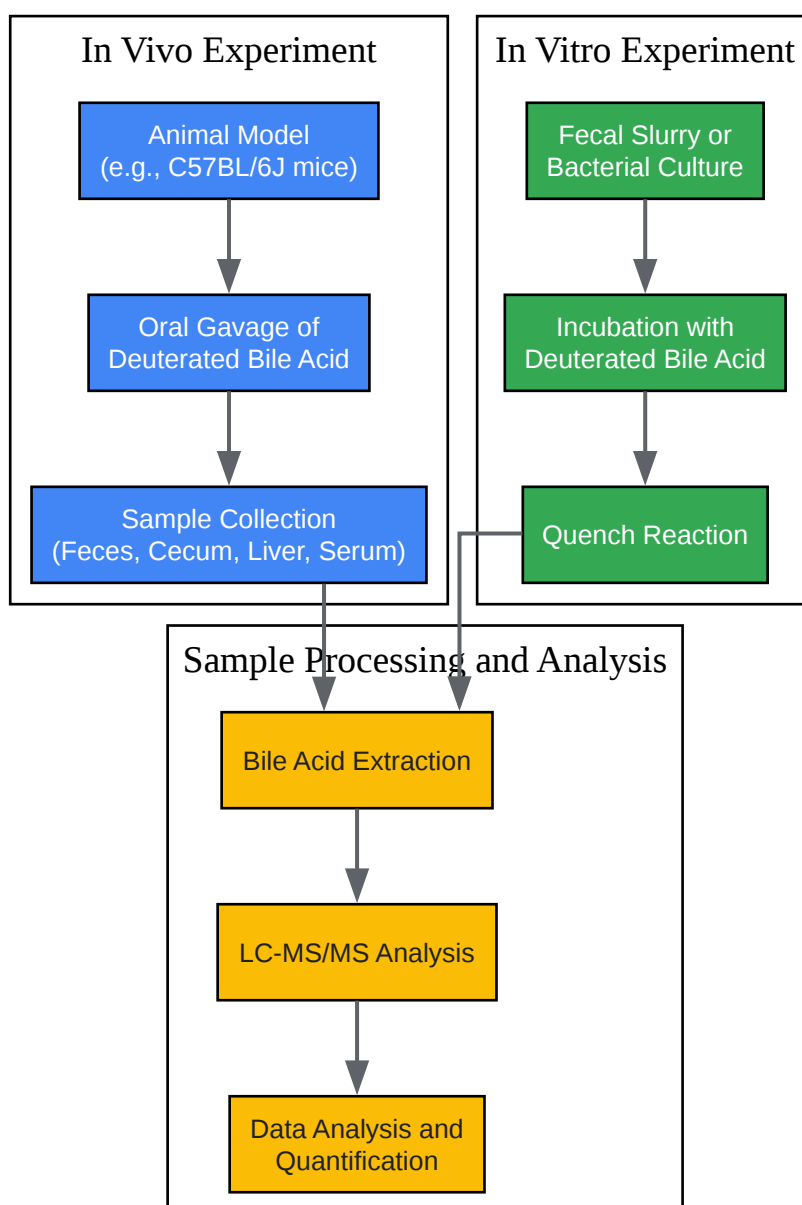 In Vivo Experiment
Animal Model
(e.g., C57BL/6J mice)
Oral Gavage of
Deuterated Bile Acid
Sample Collection
(Feces, Cecum, Liver, Serum)
In Vitro Experiment
Fecal Slurry or
Bacterial Culture
Incubation with
Deuterated Bile Acid
Quench Reaction
Sample Processing and Analysis
Bile Acid Extraction
LC-MS/MS Analysis
Data Analysis and
Quantification